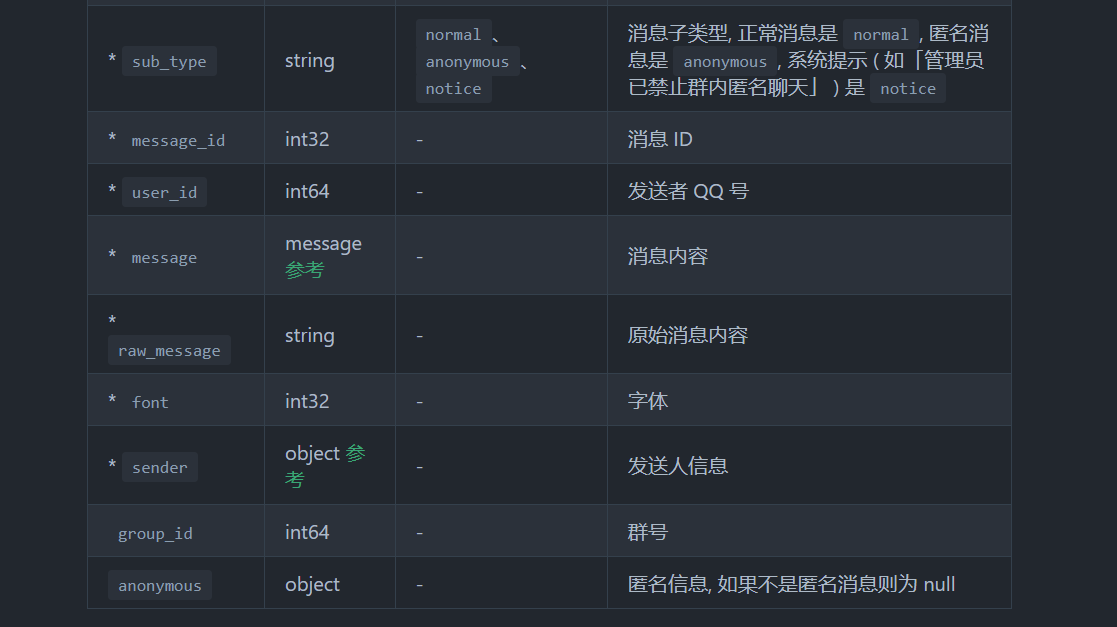 * sub_type string normal、 anonymous、 notice 消息子类型, 正常消息是 normal, 匿名消息是 anonymous, 系统提示 ( 如「管理员已禁止群内匿名聊天」 ) 是 notice
* message_id int32 - 消息 ID
* user_id int64 - 发送者 QQ 号
* message message 参考 - 消息内容
* raw_message string - 原始消息内容
* font int32 - 字体
* sender object 参考 - 发送人信息
group_id int64 - 群号
anonymous object - 匿名信息, 如果不是匿名消息则为 null